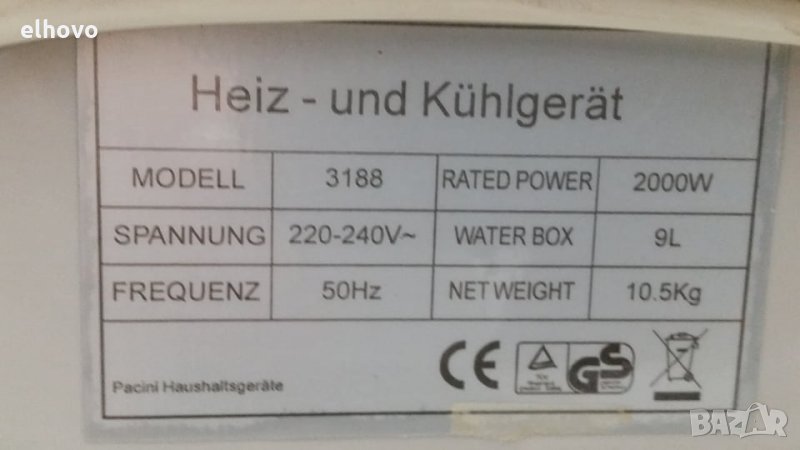 elhovo
Heiz - und Kühlgerät
MODELL 3188 RATED POWER 2000W
SPANNUNG 220-240V~ WATER BOX 9L
FREQUENZ 50Hz NET WEIGHT 10.5Kg
Pacini Haushaltsgeräte
CE GS
BAZAR